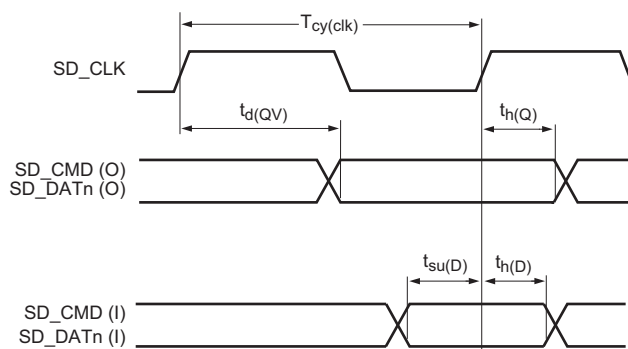 T_cy(clk)
SD_CLK
t_d(QV)
t_h(Q)
SD_CMD (O)
SD_DATn (O)
t_su(D)
t_h(D)
SD_CMD (I)
SD_DATn (I)